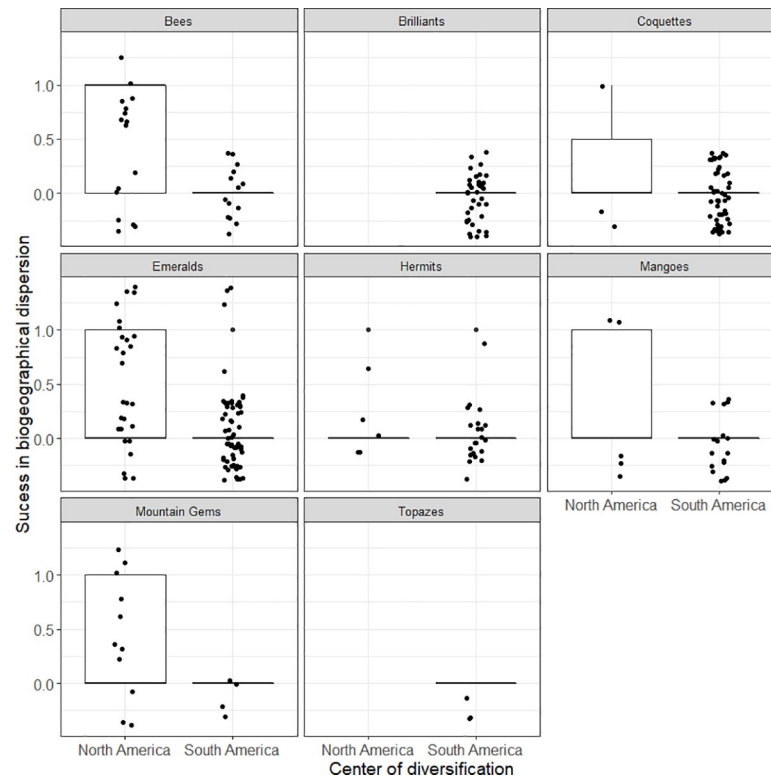 Bees
Brilliants
Coquettes
1.0
0.5
0.0
Emeralds
Hermits
Mangoes
1.0
0.5
0.0
North America South America
Mountain Gems
Topazes
1.0
0.5
0.0
North America South America
North America South America
Center of diversification
Sucess in biogeographical dispersion